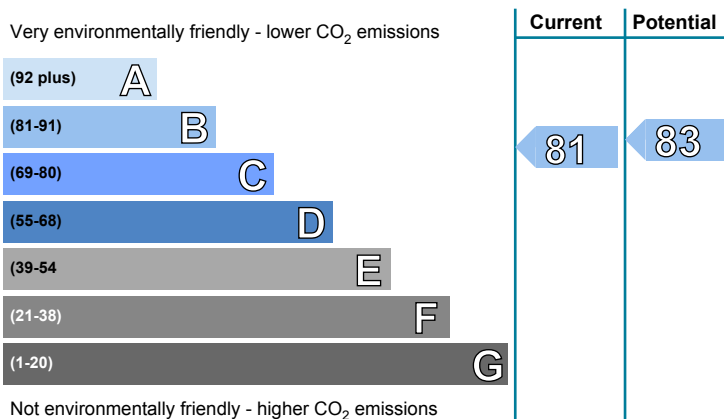 Current Potential
Very environmentally friendly - lower CO2 emissions
(92 plus) A
(81-91) B
81 83
(69-80) C
(55-68) D
(39-54 E
(21-38) F
(1-20) G
Not environmentally friendly - higher CO2 emissions